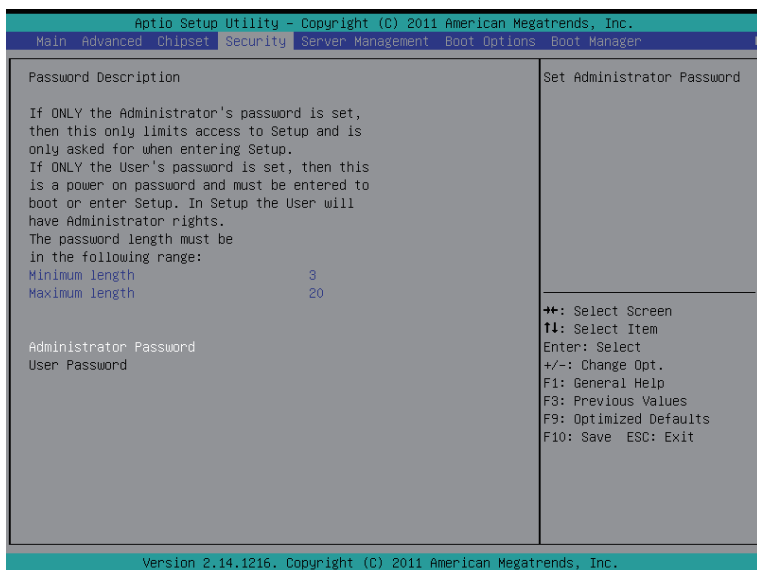 Aptio Setup Utility – Copyright (C) 2011 American Megatrends, Inc.
Main Advanced Chipset Security Server Management Boot Options Boot Manager
Password Description
If ONLY the Administrator's password is set,
then this only limits access to Setup and is
only asked for when entering Setup.
If ONLY the User's password is set, then this
is a power on password and must be entered to
boot or enter Setup. In Setup the User will
have Administrator rights.
The password length must be
in the following range:
Minimum length 3
Maximum length 20
Administrator Password
User Password
Set Administrator Password
→←: Select Screen
↑↓: Select Item
Enter: Select
+/-: Change Opt.
F1: General Help
F3: Previous Values
F9: Optimized Defaults
F10: Save ESC: Exit
Version 2.14.1216. Copyright (C) 2011 American Megatrends, Inc.